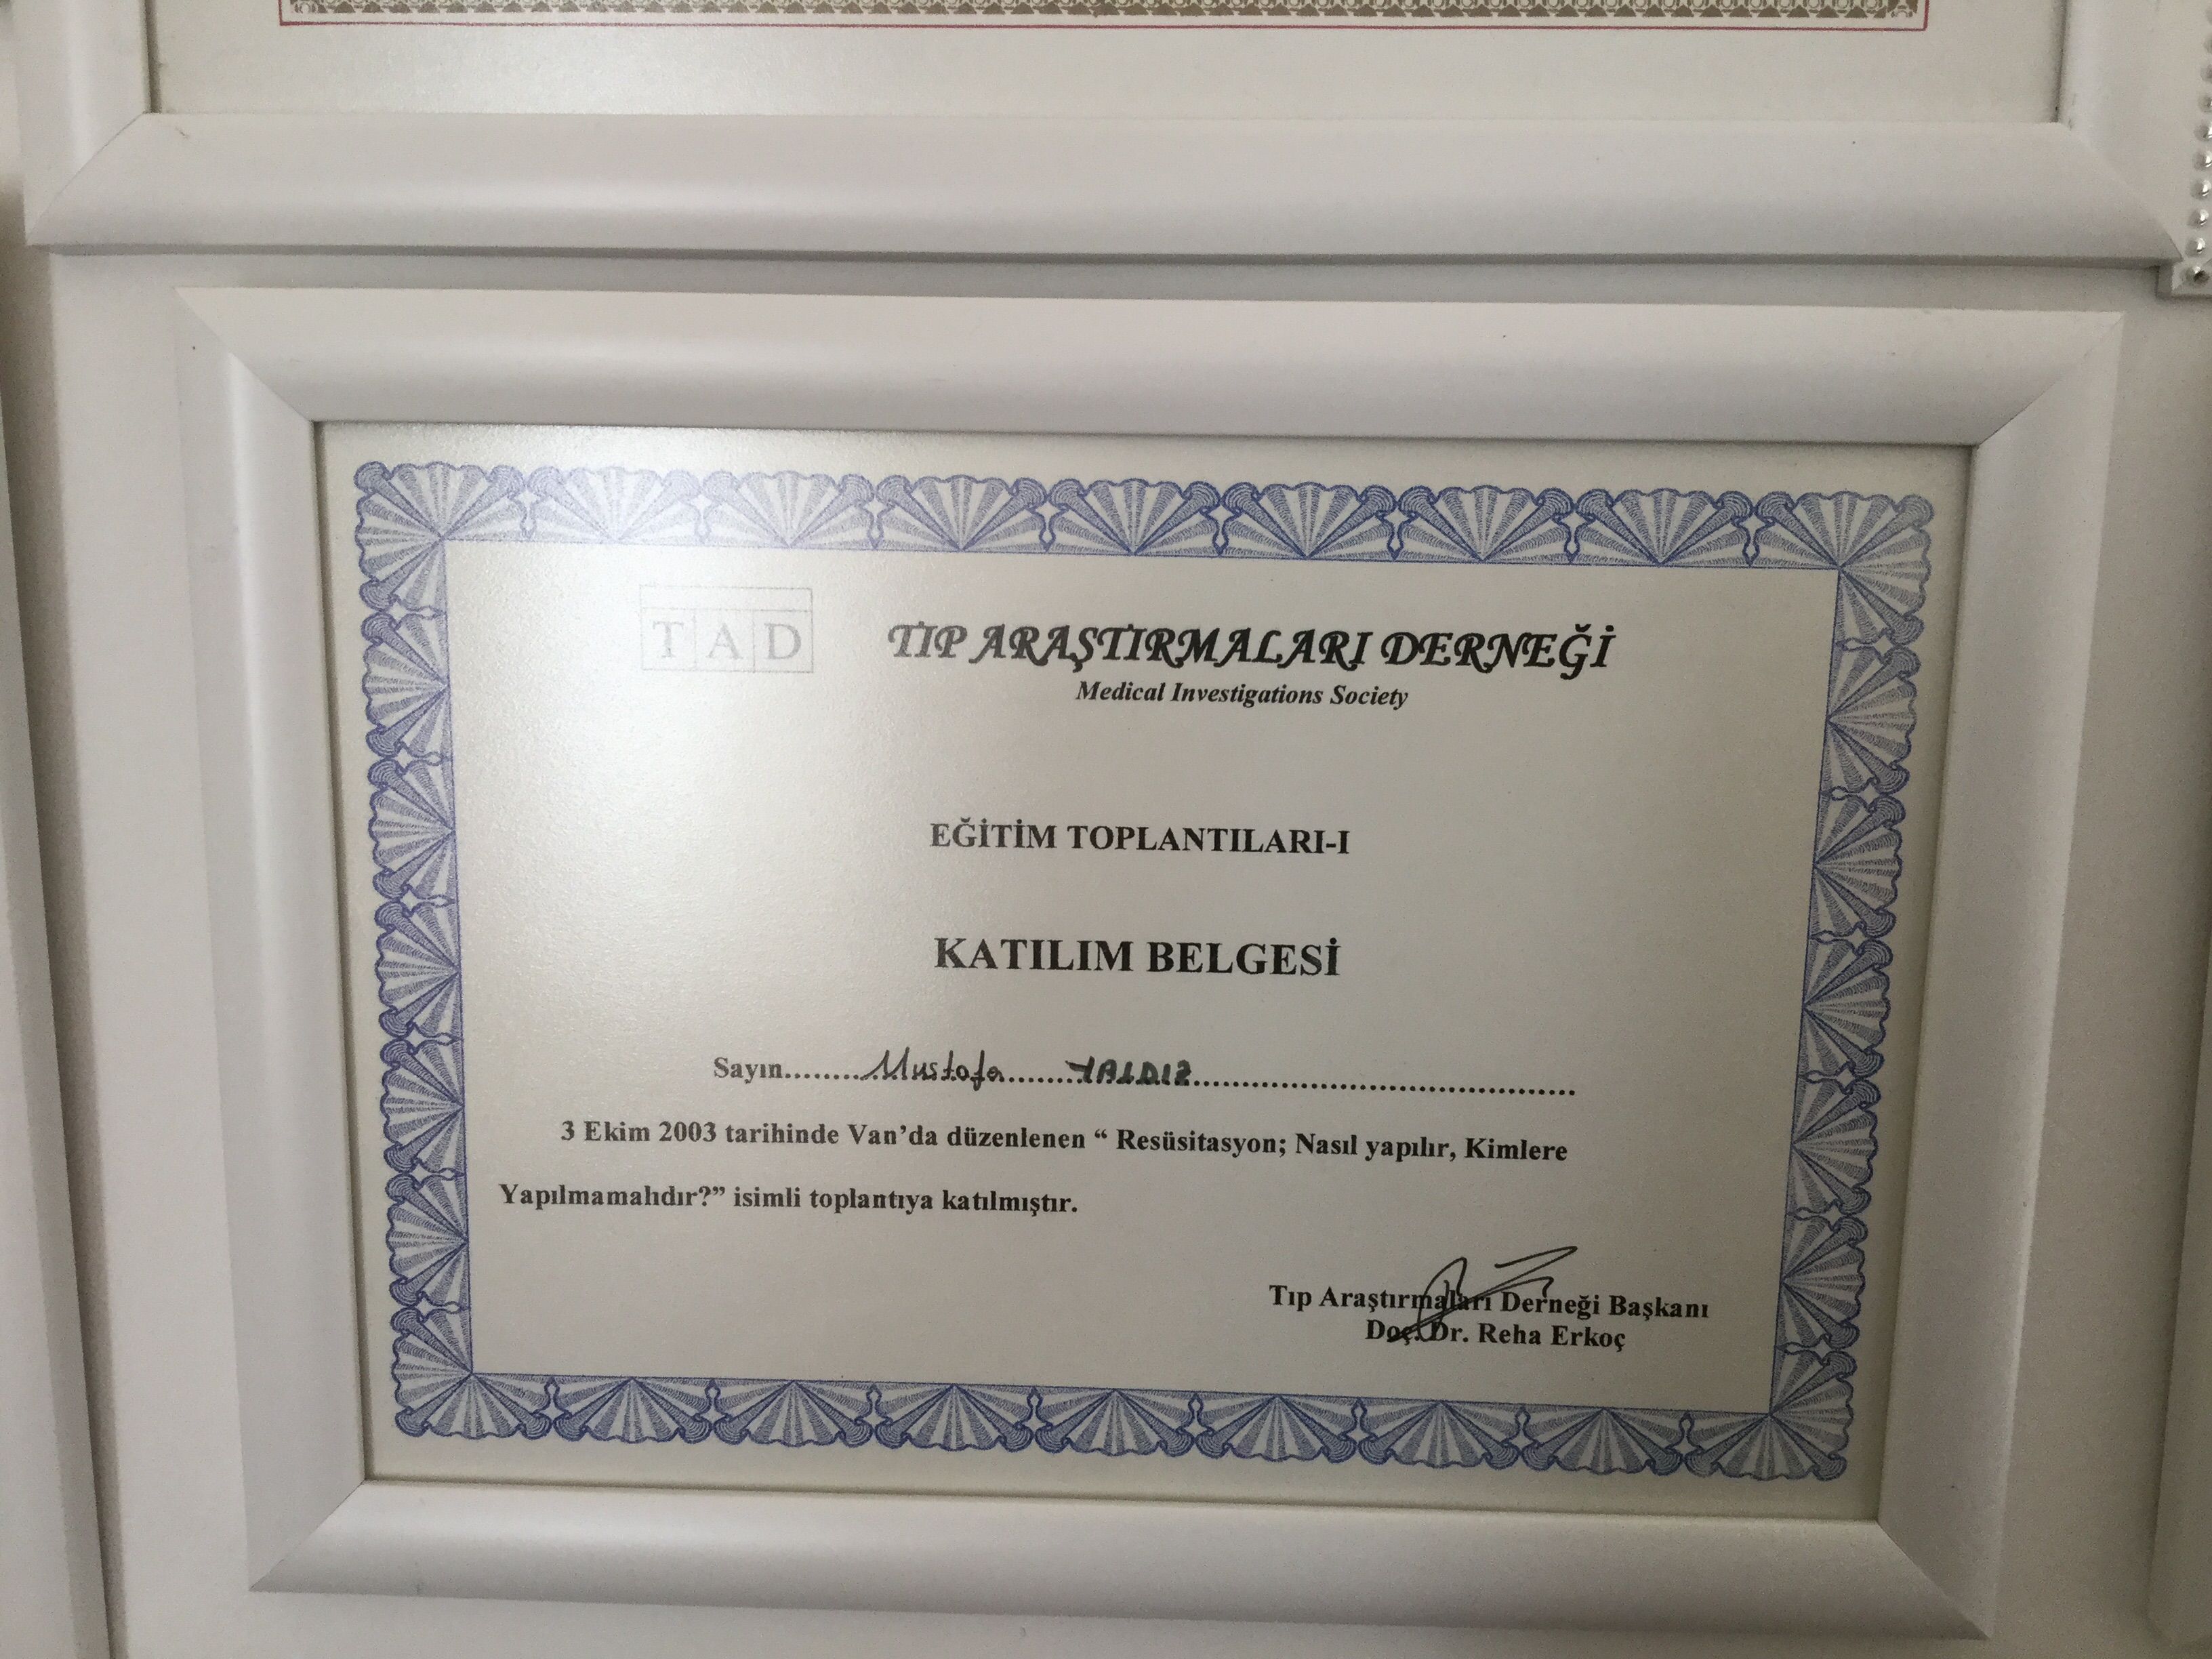 TAD
TIP ARAŞTIRMALARI DERNEĞİ
Medical Investigations Society
EĞİTİM TOPLANTILARI-I
KATILIM BELGESİ
Sayın.........Mustafa.......YALDIZ..........................................
3 Ekim 2003 tarihinde Van’da düzenlenen “ Resüsitasyon; Nasıl yapılır, Kimlere
Yapılmamalıdır?” isimli toplantıya katılmıştır.
Tıp Araştırmaları Derneği Başkanı
Doç. Dr. Reha Erkoç